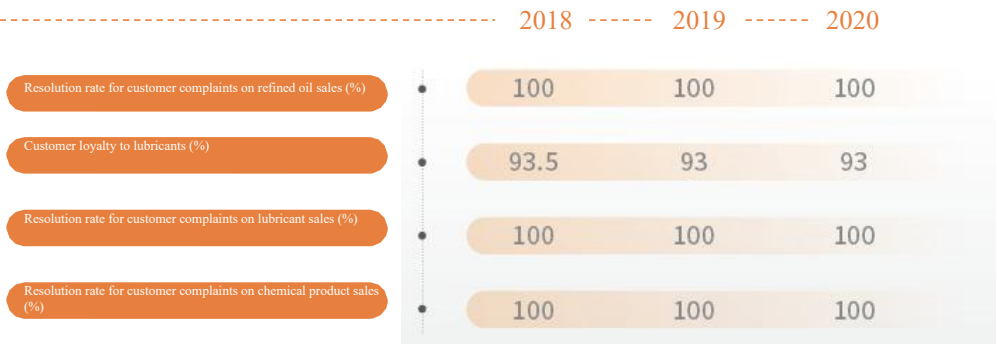 2018 2019 2020
Resolution rate for customer complaints on refined oil sales (%) 100 100 100
Customer loyalty to lubricants (%) 93.5 93 93
Resolution rate for customer complaints on lubricant sales (%) 100 100 100
Resolution rate for customer complaints on chemical product sales
(%) 100 100 100